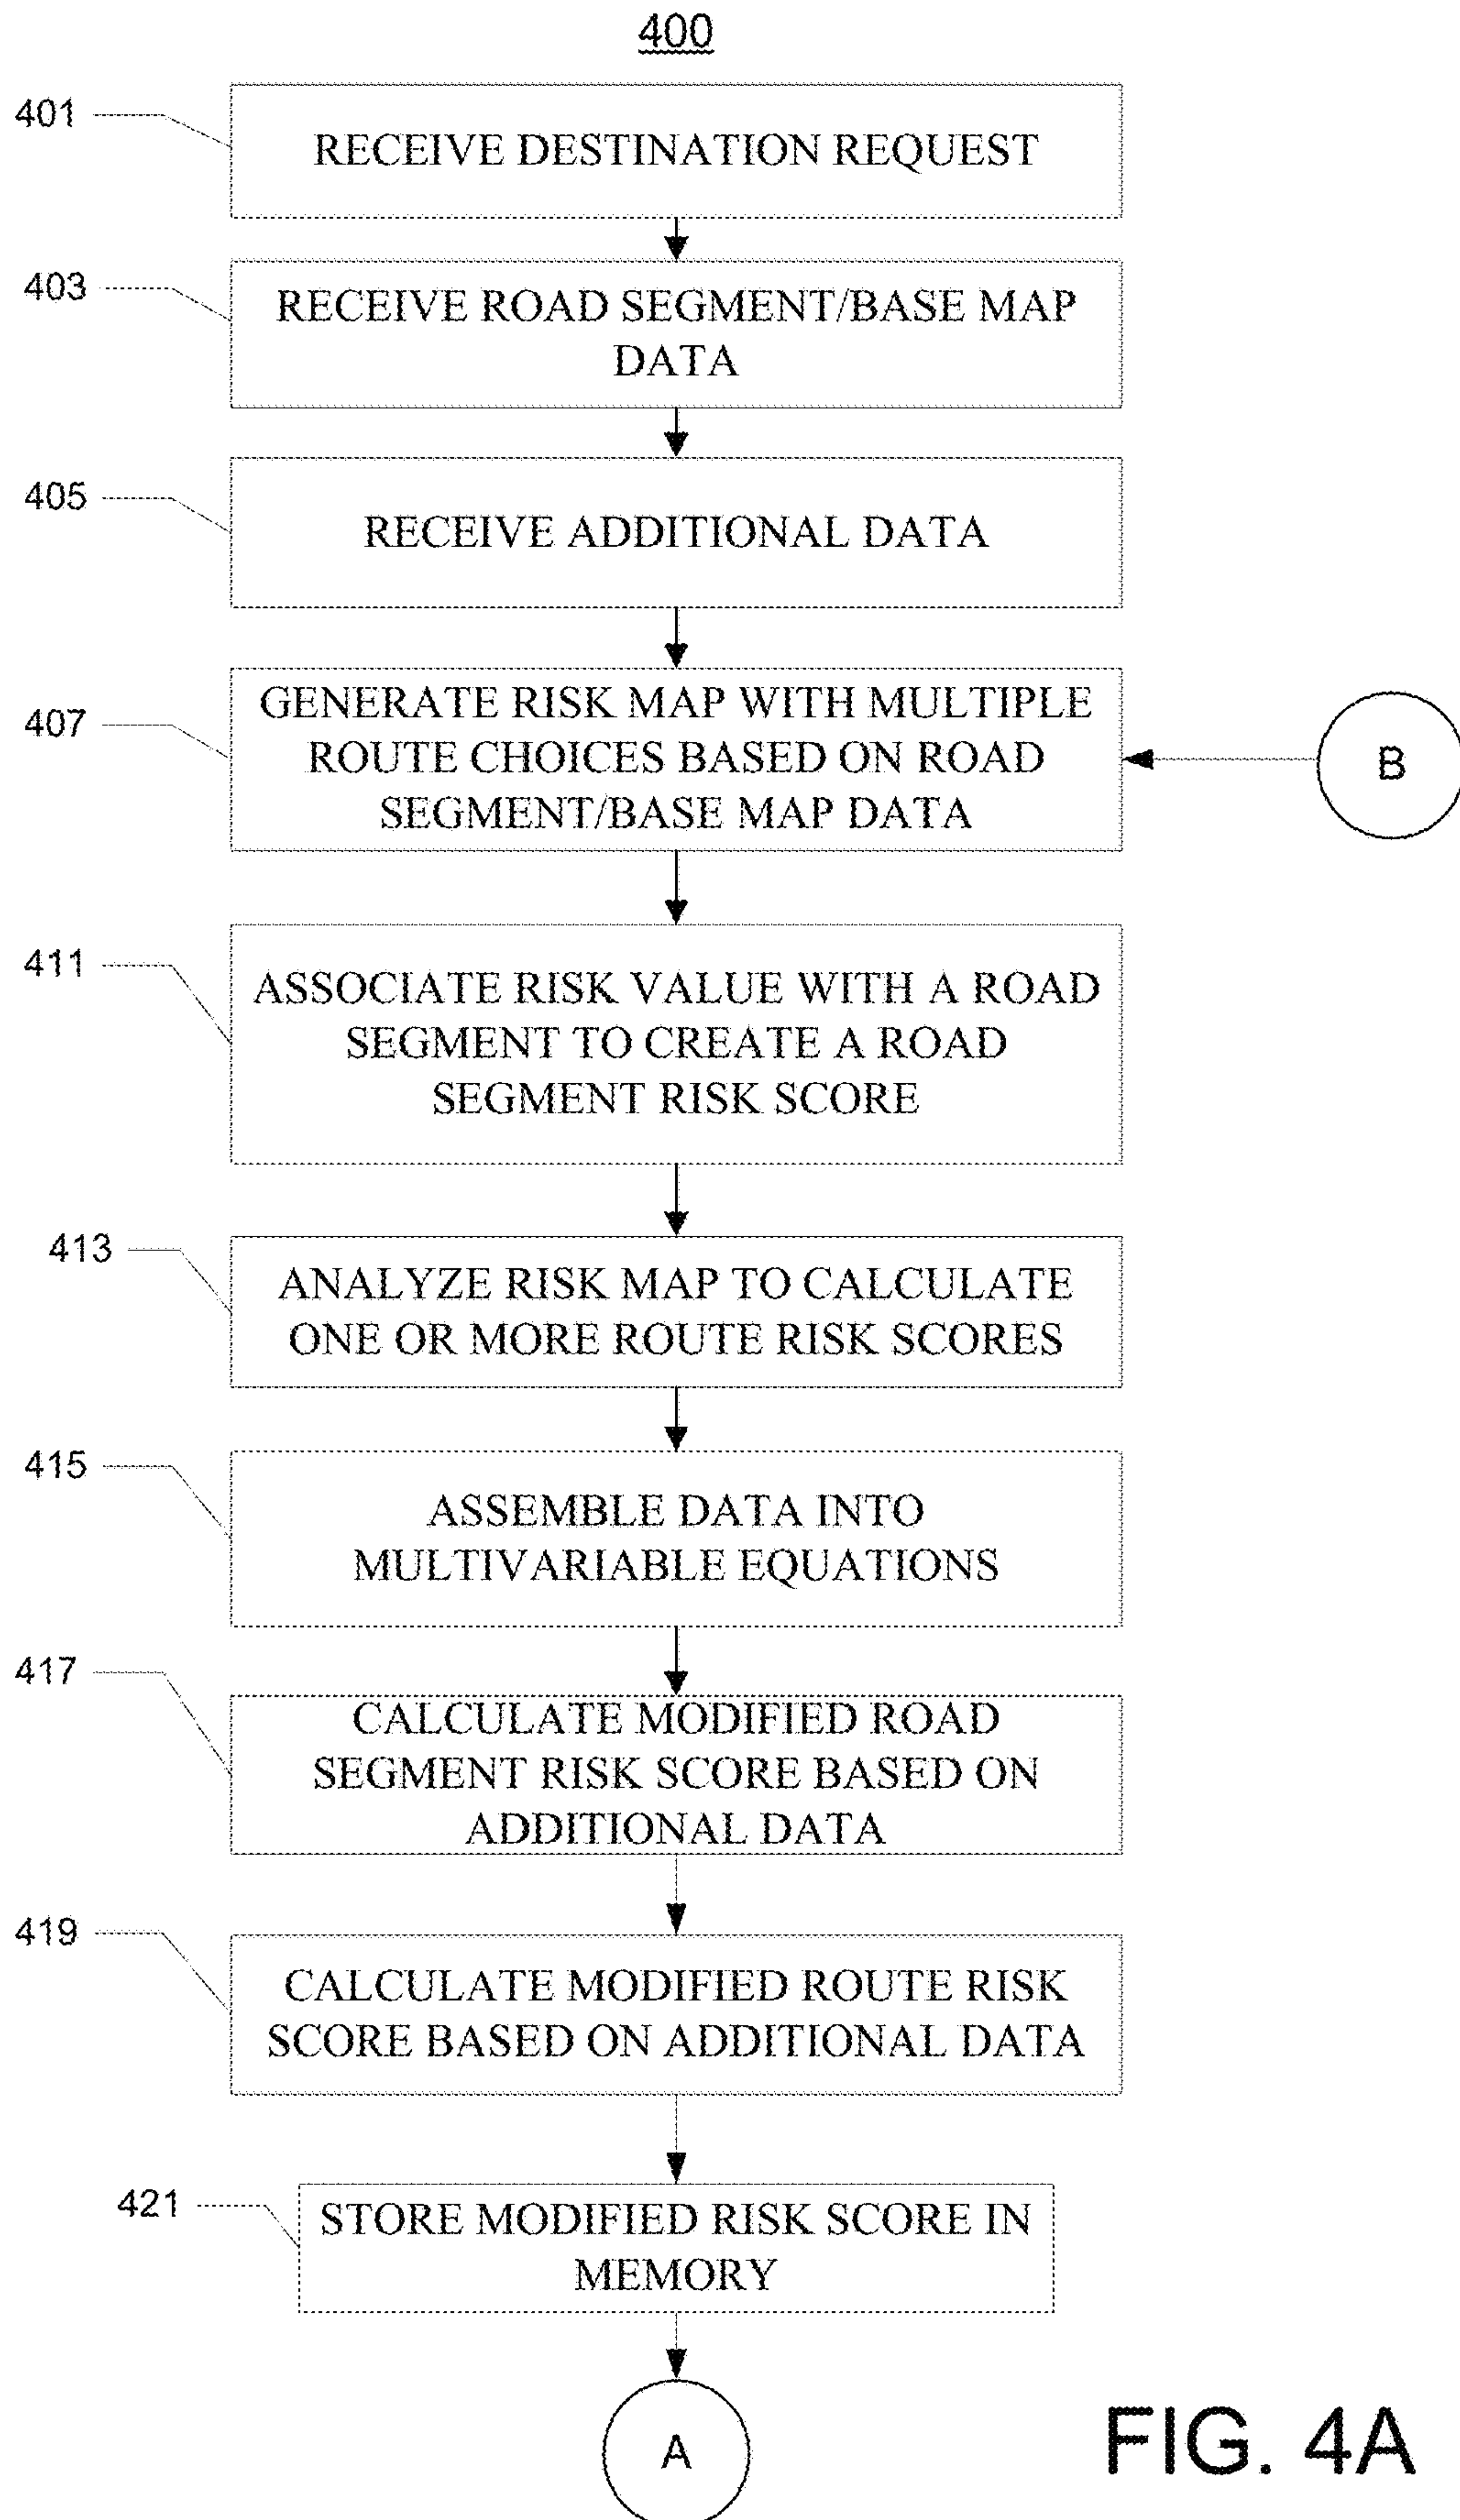 400
401
RECEIVE DESTINATION REQUEST
403
RECEIVE ROAD SEGMENT/BASE MAP
DATA
405
RECEIVE ADDITIONAL DATA
407
GENERATE RISK MAP WITH MULTIPLE
ROUTE CHOICES BASED ON ROAD
SEGMENT/BASE MAP DATA
B
411
ASSOCIATE RISK VALUE WITH A ROAD
SEGMENT TO CREATE A ROAD
SEGMENT RISK SCORE
413
ANALYZE RISK MAP TO CALCULATE
ONE OR MORE ROUTE RISK SCORES
415
ASSEMBLE DATA INTO
MULTIVARIABLE EQUATIONS
417
CALCULATE MODIFIED ROAD
SEGMENT RISK SCORE BASED ON
ADDITIONAL DATA
419
CALCULATE MODIFIED ROUTE RISK
SCORE BASED ON ADDITIONAL DATA
421
STORE MODIFIED RISK SCORE IN
MEMORY
A
FIG. 4A